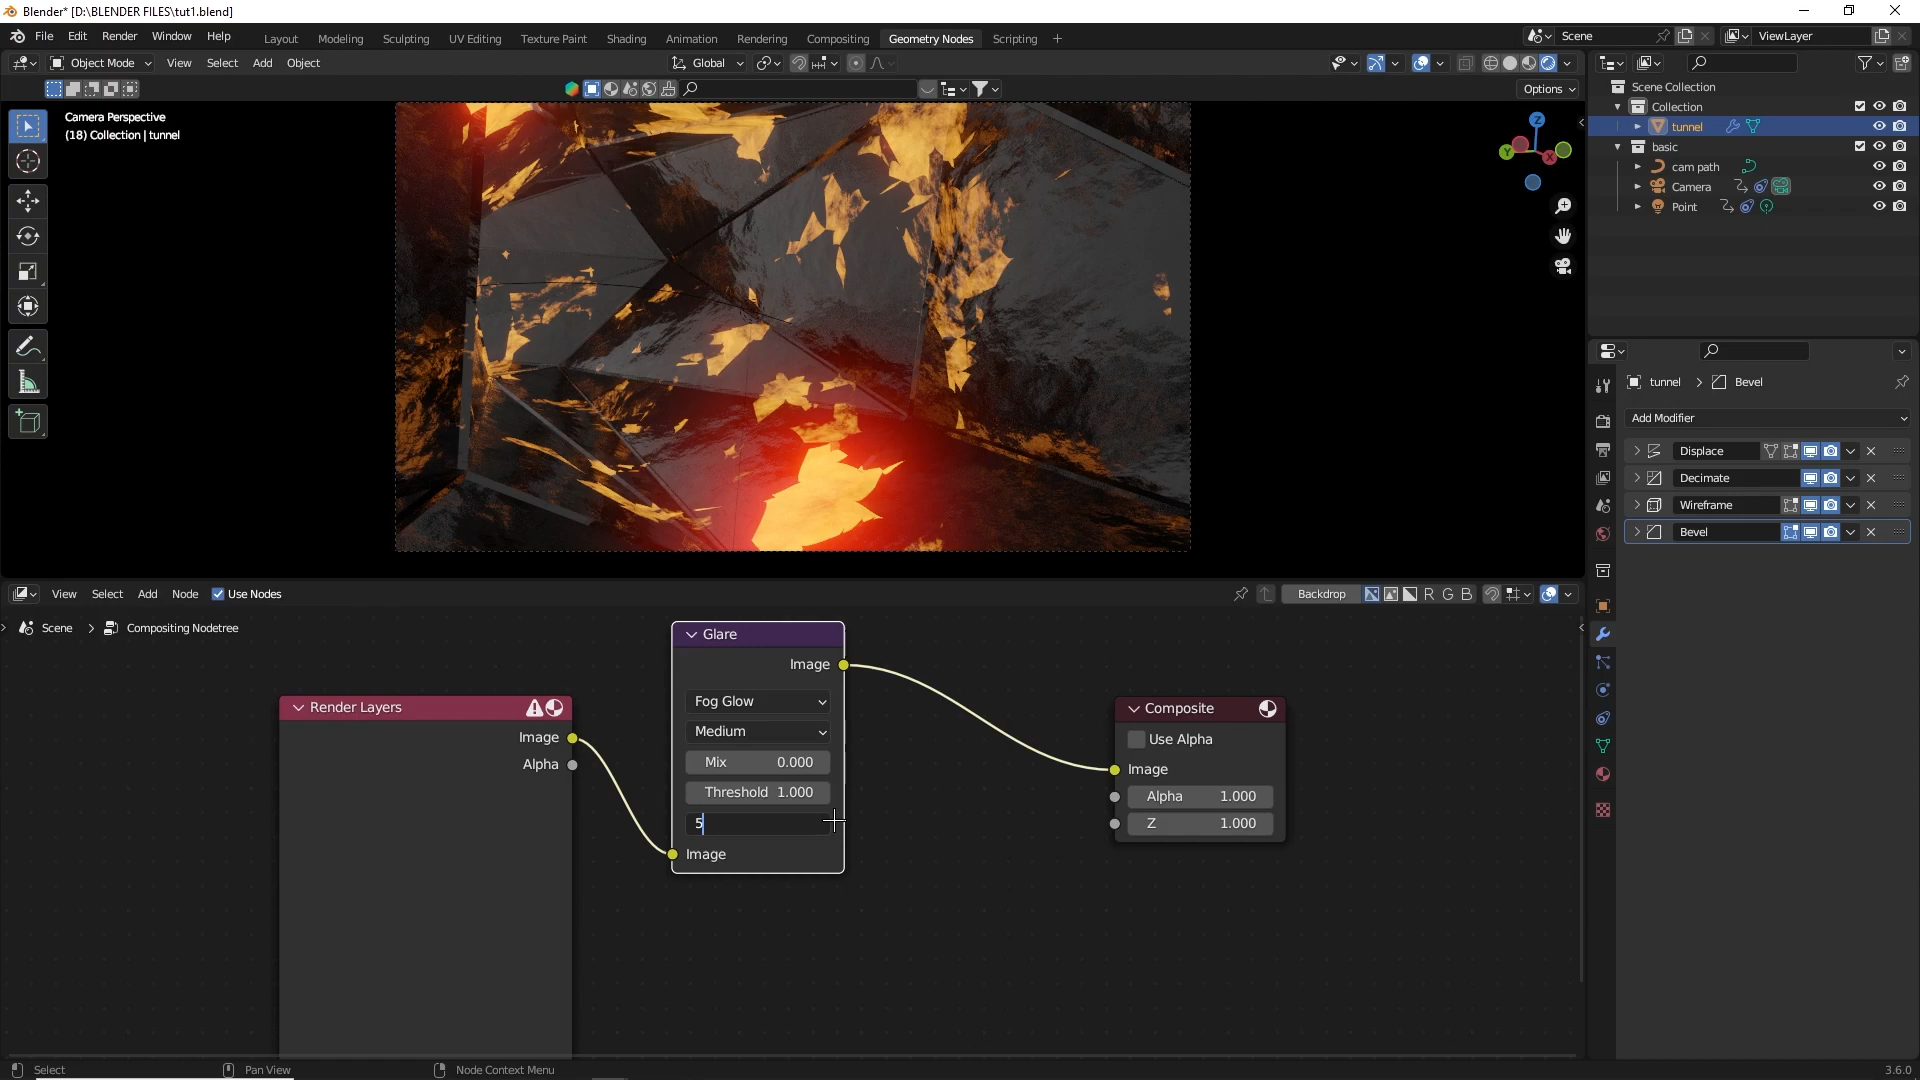 Blender* [D:\BLENDER FILES\tut1.blend]
File Edit Render Window Help
Layout Modeling Sculpting UV Editing Texture Paint Shading Animation Rendering Compositing Geometry Nodes Scripting +
Scene
ViewLayer
Object Mode View Select Add Object
Global
Options
Camera Perspective
(18) Collection | tunnel
Z
Y
X
Scene Collection
Collection
tunnel
basic
cam path
Camera
Point
tunnel > Bevel
Add Modifier
Displace
Decimate
Wireframe
Bevel
View Select Add Node Use Nodes
Backdrop R G B
Scene > Compositing Nodetree
Render Layers
Image
Alpha
Glare
Image
Fog Glow
Medium
Mix 0.000
Threshold 1.000
5
Image
Composite
Use Alpha
Image
Alpha 1.000
Z 1.000
Select
Pan View
Node Context Menu
3.6.0